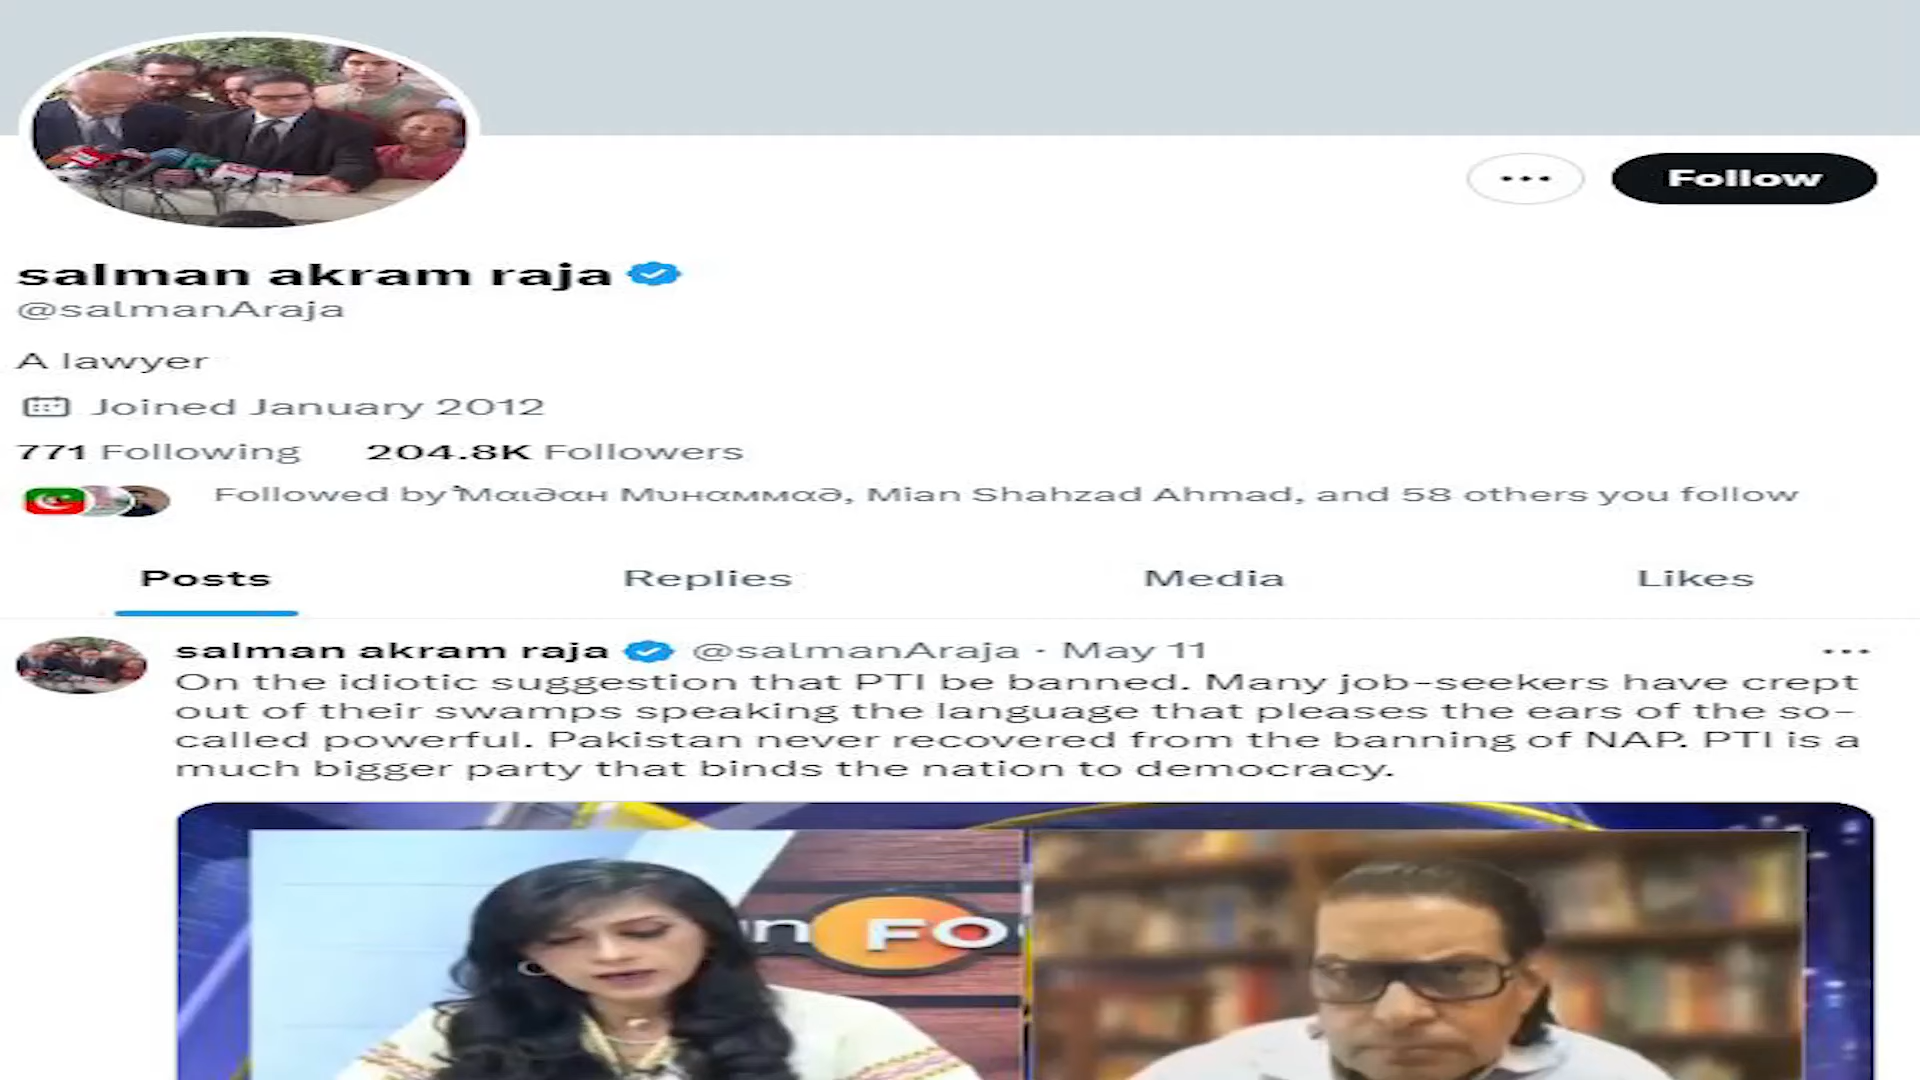 Follow
salman akram raja
@salmanAraja
A lawyer
Joined January 2012
771 Following 204.8K Followers
Followed by Mαι∂αн Mυнαммα∂, Mian Shahzad Ahmad, and 58 others you follow
Posts Replies Media Likes
salman akram raja @salmanAraja · May 11
On the idiotic suggestion that PTI be banned. Many job-seekers have crept
out of their swamps speaking the language that pleases the ears of the so-
called powerful. Pakistan never recovered from the banning of NAP. PTI is a
much bigger party that binds the nation to democracy.